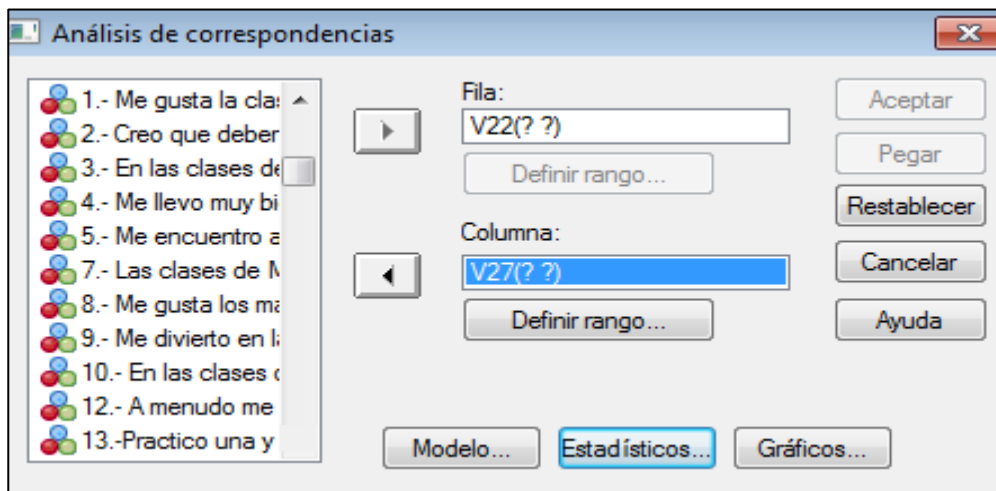 Análisis de correspondencias
1.- Me gusta la cla
2.- Creo que deber
3.- En las clases de
4.- Me llevo muy bi
5.- Me encuentro a
7.- Las clases de M
8.- Me gusta los ma
9.- Me divierto en l
10.- En las clases
12.- A menudo me
13.-Practico una y
Fila:
V22(? ?)
Definir rango...
Columna:
V27(? ?)
Definir rango...
Aceptar
Pegar
Restablecer
Cancelar
Ayuda
Modelo...
Estadísticos...
Gráficos...